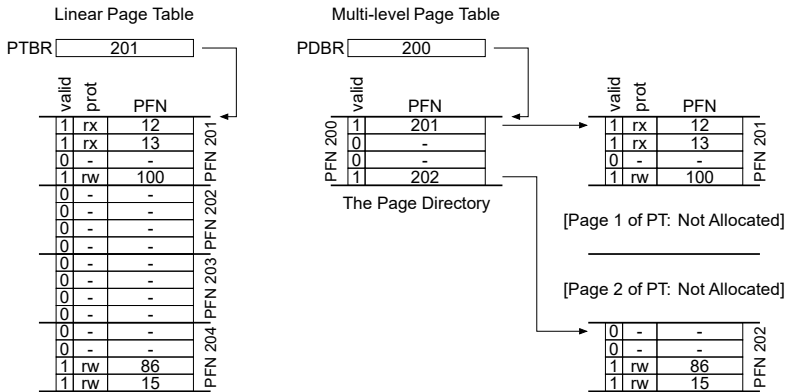 Linear Page Table
PTBR 201
valid prot PFN
1 rx 12
1 rx 13
0 - -
1 rw 100
PFN 201
0 - -
0 - -
0 - -
0 - -
PFN 202
0 - -
0 - -
0 - -
0 - -
PFN 203
0 - -
0 - -
1 rw 86
1 rw 15
PFN 204
Multi-level Page Table
PDBR 200
valid PFN
PFN 200
1 201
0 -
0 -
1 202
The Page Directory
valid prot PFN
1 rx 12
1 rx 13
0 - -
1 rw 100
PFN 201
[Page 1 of PT: Not Allocated]
[Page 2 of PT: Not Allocated]
0 - -
0 - -
1 rw 86
1 rw 15
PFN 202